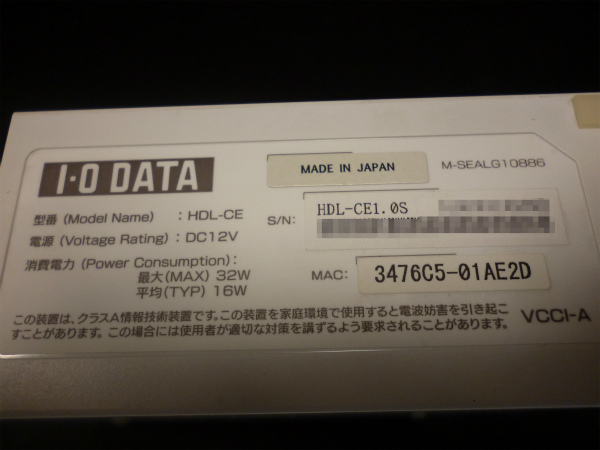 I·O DATA
MADE IN JAPAN
M-SEALG10886
型番 (Model Name) : HDL-CE
S/N: HDL-CE1.0S
電源 (Voltage Rating) : DC12V
消費電力 (Power Consumption):
最大(MAX) 32W
平均(TYP) 16W
MAC: 3476C5-01AE2D
この装置は、クラスA情報技術装置です。この装置を家庭環境で使用すると電波妨害を引き起こ
すことがあります。この場合には使用者が適切な対策を講ずるよう要求されることがあります。
VCCI-A